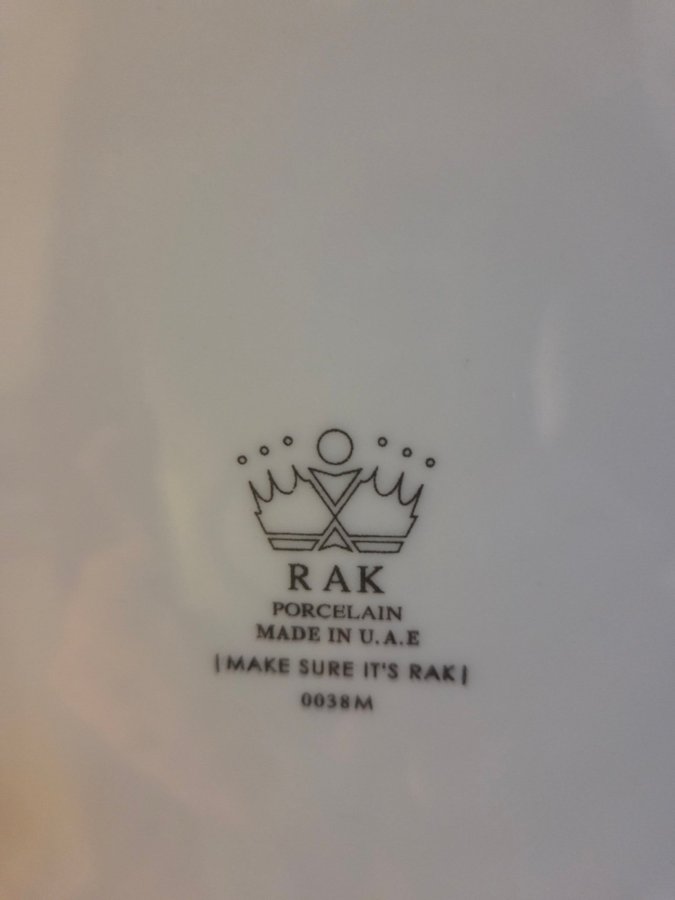 RAK
PORCELAIN
MADE IN U.A.E
|MAKE SURE IT'S RAK|
0038M